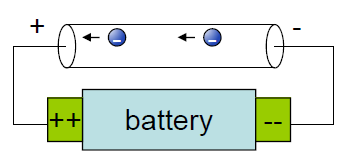 + -
- -
++ battery --